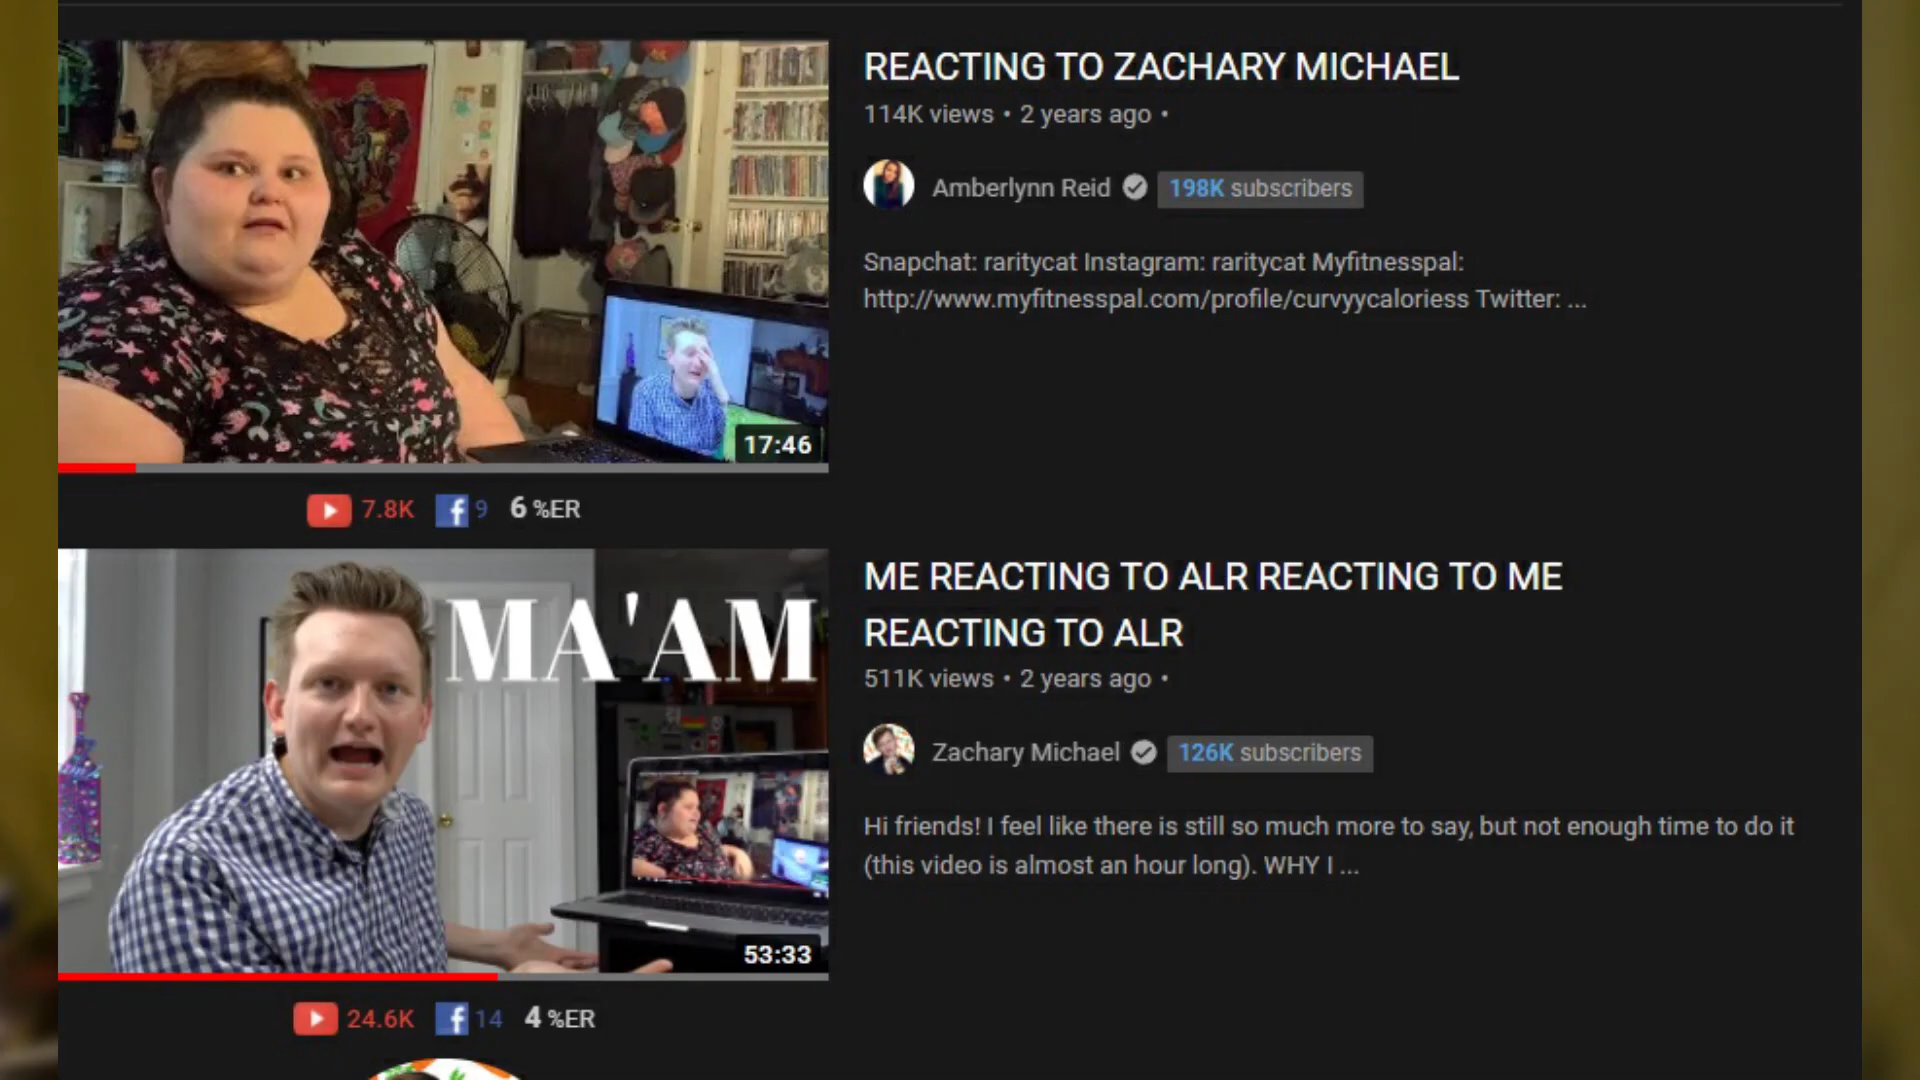 REACTING TO ZACHARY MICHAEL
114K views • 2 years ago •
Amberlynn Reid 198K subscribers
Snapchat: raritycat Instagram: raritycat Myfitnesspal:
http://www.myfitnesspal.com/profile/curvyycaloriess Twitter: ...
17:46
7.8K f 9 6 %ER
MA'AM
ME REACTING TO ALR REACTING TO ME
REACTING TO ALR
511K views • 2 years ago •
Zachary Michael 126K subscribers
Hi friends! I feel like there is still so much more to say, but not enough time to do it
(this video is almost an hour long). WHY I ...
53:33
24.6K f 14 4 %ER